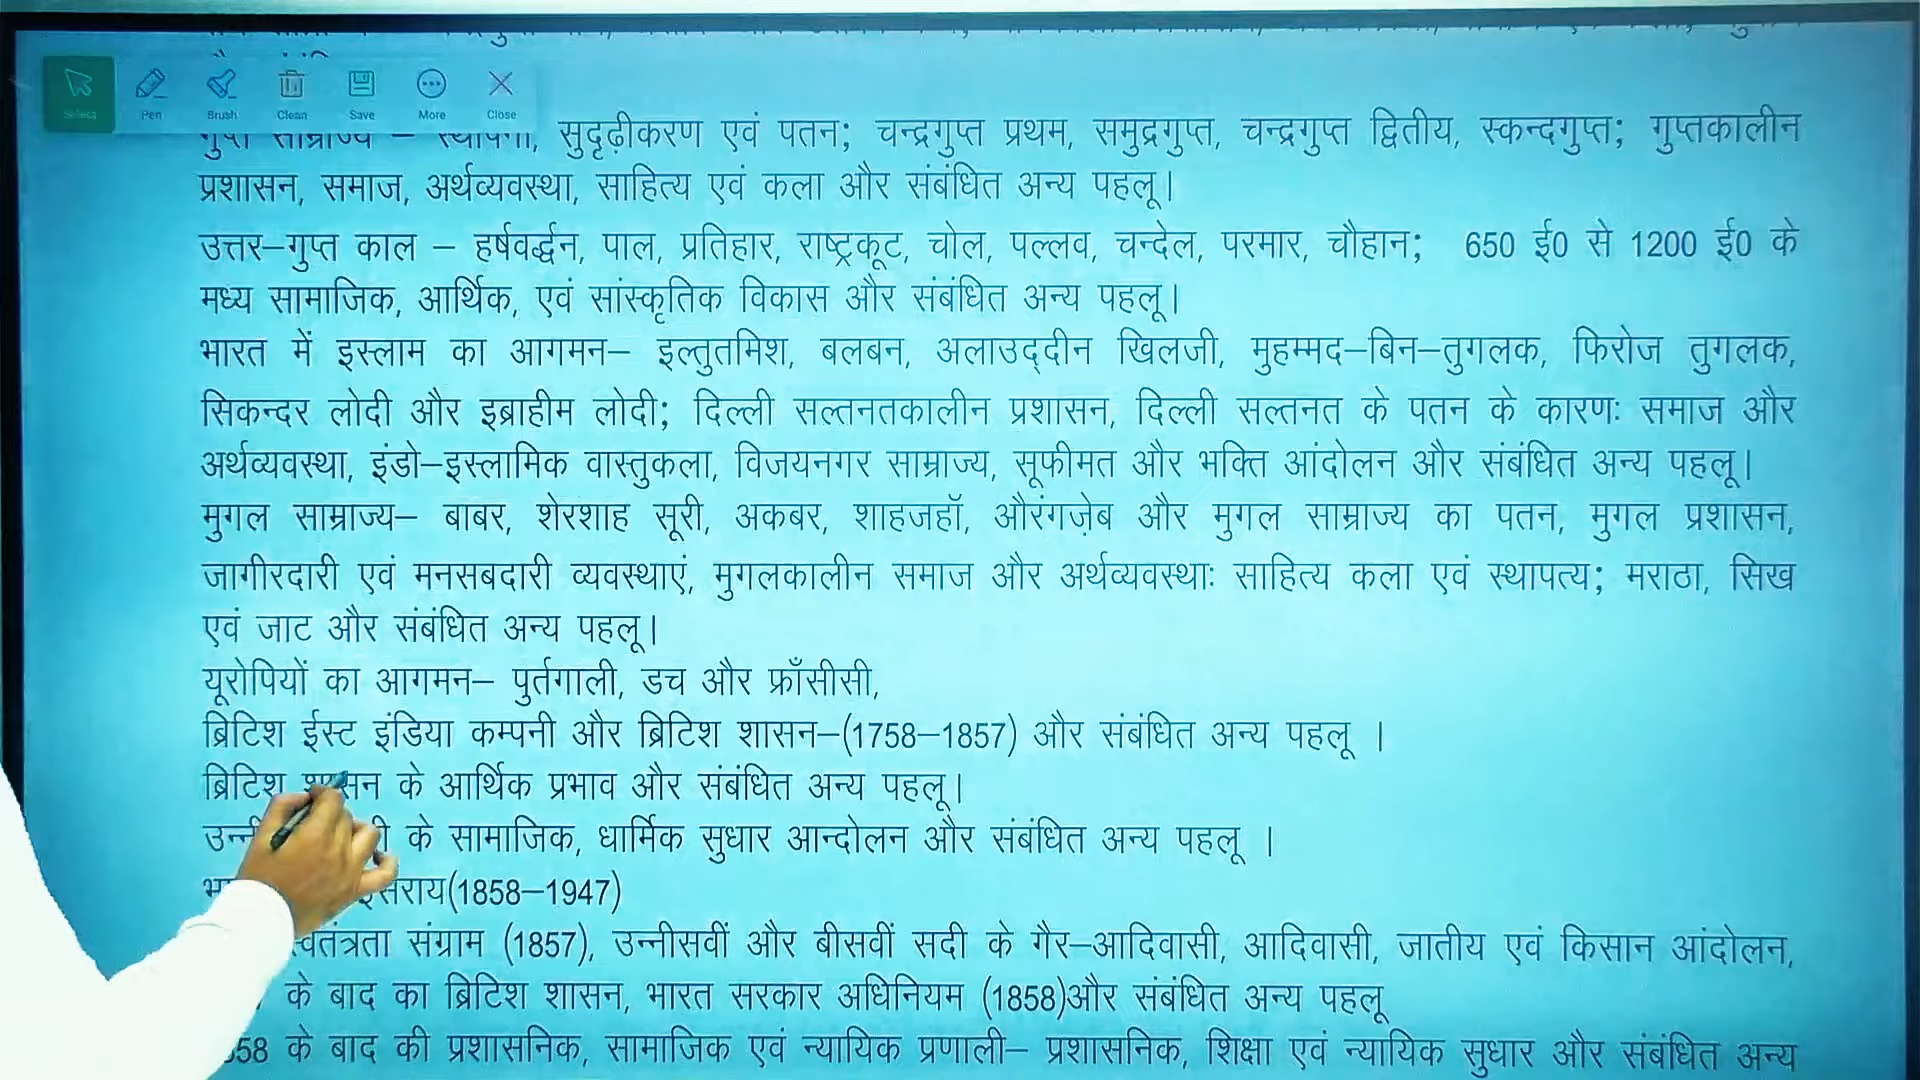 Select Pen Brush Clean Save More Close
सुदृढ़ीकरण एवं पतन; चन्द्रगुप्त प्रथम, समुद्रगुप्त, चन्द्रगुप्त द्वितीय, स्कन्दगुप्त; गुप्तकालीन
प्रशासन, समाज, अर्थव्यवस्था, साहित्य एवं कला और संबंधित अन्य पहलू।
उत्तर–गुप्त काल – हर्षवर्द्धन, पाल, प्रतिहार, राष्ट्रकूट, चोल, पल्लव, चन्देल, परमार, चौहान; 650 ई0 से 1200 ई0 के
मध्य सामाजिक, आर्थिक, एवं सांस्कृतिक विकास और संबंधित अन्य पहलू।
भारत में इस्लाम का आगमन– इल्तुतमिश, बलबन, अलाउद्दीन खिलजी, मुहम्मद–बिन–तुगलक, फिरोज तुगलक,
सिकन्दर लोदी और इब्राहीम लोदी; दिल्ली सल्तनतकालीन प्रशासन, दिल्ली सल्तनत के पतन के कारणः समाज और
अर्थव्यवस्था, इंडो–इस्लामिक वास्तुकला, विजयनगर साम्राज्य, सूफीमत और भक्ति आंदोलन और संबंधित अन्य पहलू।
मुगल साम्राज्य– बाबर, शेरशाह सूरी, अकबर, शाहजहॉ, औरंगज़ेब और मुगल साम्राज्य का पतन, मुगल प्रशासन,
जागीरदारी एवं मनसबदारी व्यवस्थाएं, मुगलकालीन समाज और अर्थव्यवस्थाः साहित्य कला एवं स्थापत्य; मराठा, सिख
एवं जाट और संबंधित अन्य पहलू।
यूरोपियों का आगमन– पुर्तगाली, डच और फ्राँसीसी,
ब्रिटिश ईस्ट इंडिया कम्पनी और ब्रिटिश शासन–(1758–1857) और संबंधित अन्य पहलू ।
ब्रिटिश शासन के आर्थिक प्रभाव और संबंधित अन्य पहलू।
के सामाजिक, धार्मिक सुधार आन्दोलन और संबंधित अन्य पहलू ।
(1858–1947)
संग्राम (1857), उन्नीसवीं और बीसवीं सदी के गैर–आदिवासी, आदिवासी, जातीय एवं किसान आंदोलन,
के बाद का ब्रिटिश शासन, भारत सरकार अधिनियम (1858)और संबंधित अन्य पहलू
के बाद की प्रशासनिक, सामाजिक एवं न्यायिक प्रणाली– प्रशासनिक, शिक्षा एवं न्यायिक सुधार और संबंधित अन्य